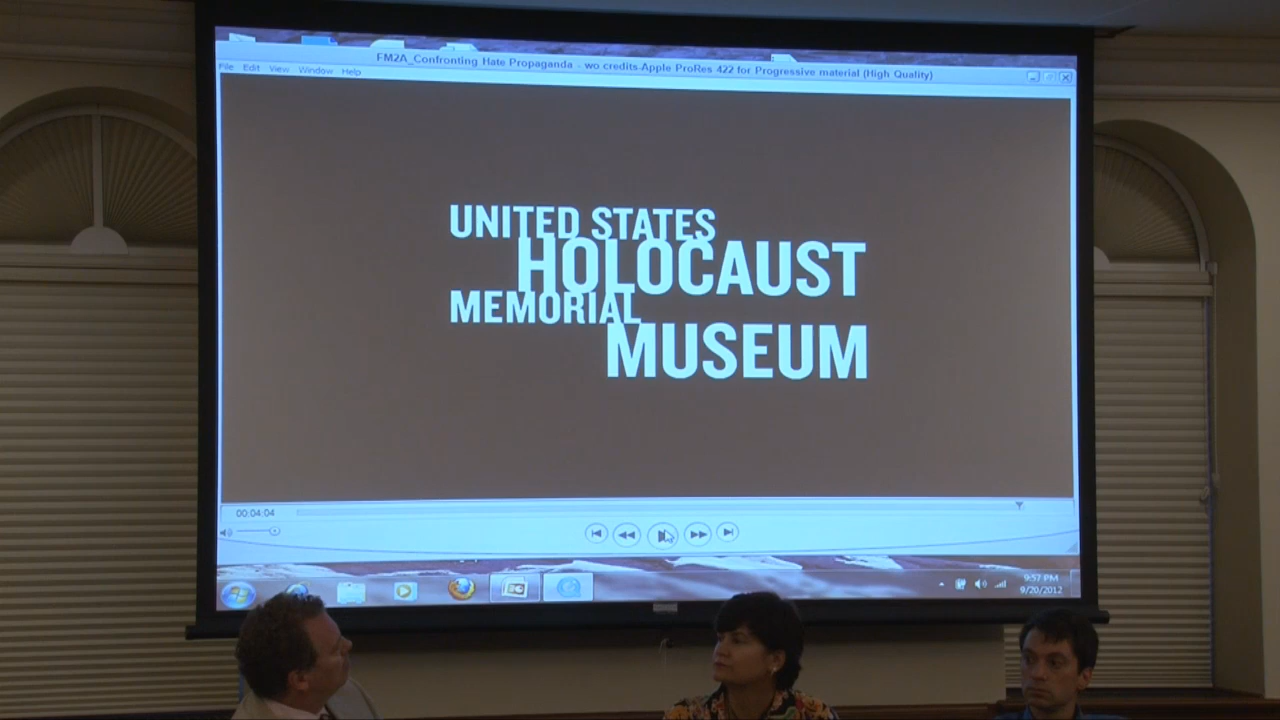 FM2A_Confronting Hate Propaganda - wo credits-Apple ProRes 422 for Progressive material (High Quality)
File Edit View Window Help
UNITED STATES
HOLOCAUST
MEMORIAL
MUSEUM
00:04:04
9:57 PM
9/20/2012